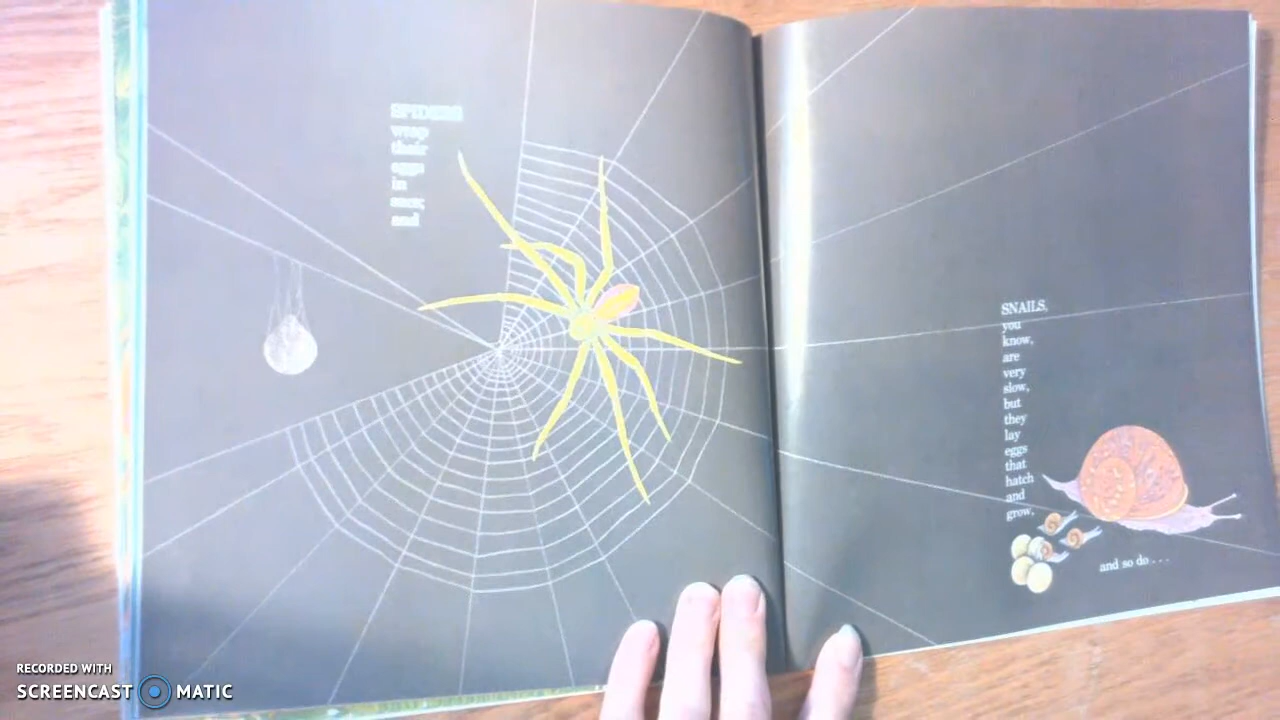 SPIDERS
wrap
their
eggs
in
sacs;
and
SNAILS,
you
know,
are
very
slow,
but
they
lay
eggs
that
hatch
and
grow,
and so do . . .
RECORDED WITH
SCREENCAST MATIC